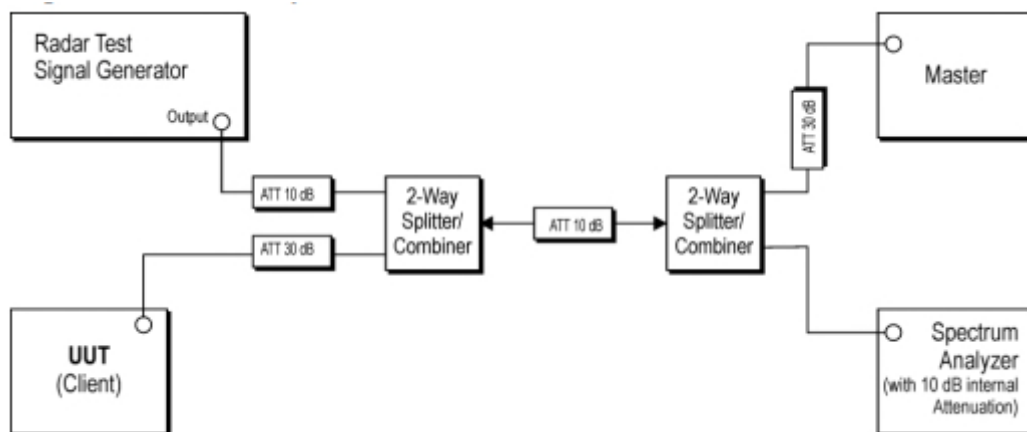 Radar Test
Signal Generator
Output
Master
ATT 30 dB
ATT 10 dB
2-Way
Splitter/
Combiner
ATT 10 dB
2-Way
Splitter/
Combiner
ATT 30 dB
UUT
(Client)
Spectrum
Analyzer
(with 10 dB internal
Attenuation)